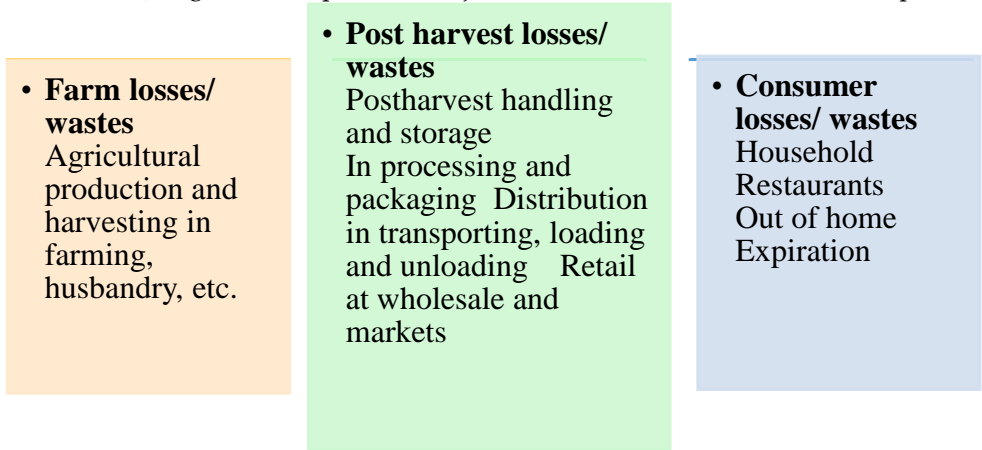 • Farm losses/
wastes
Agricultural
production and
harvesting in
farming,
husbandry, etc.
• Post harvest losses/
wastes
Postharvest handling
and storage
In processing and
packaging Distribution
in transporting, loading
and unloading Retail
at wholesale and
markets
• Consumer
losses/ wastes
Household
Restaurants
Out of home
Expiration